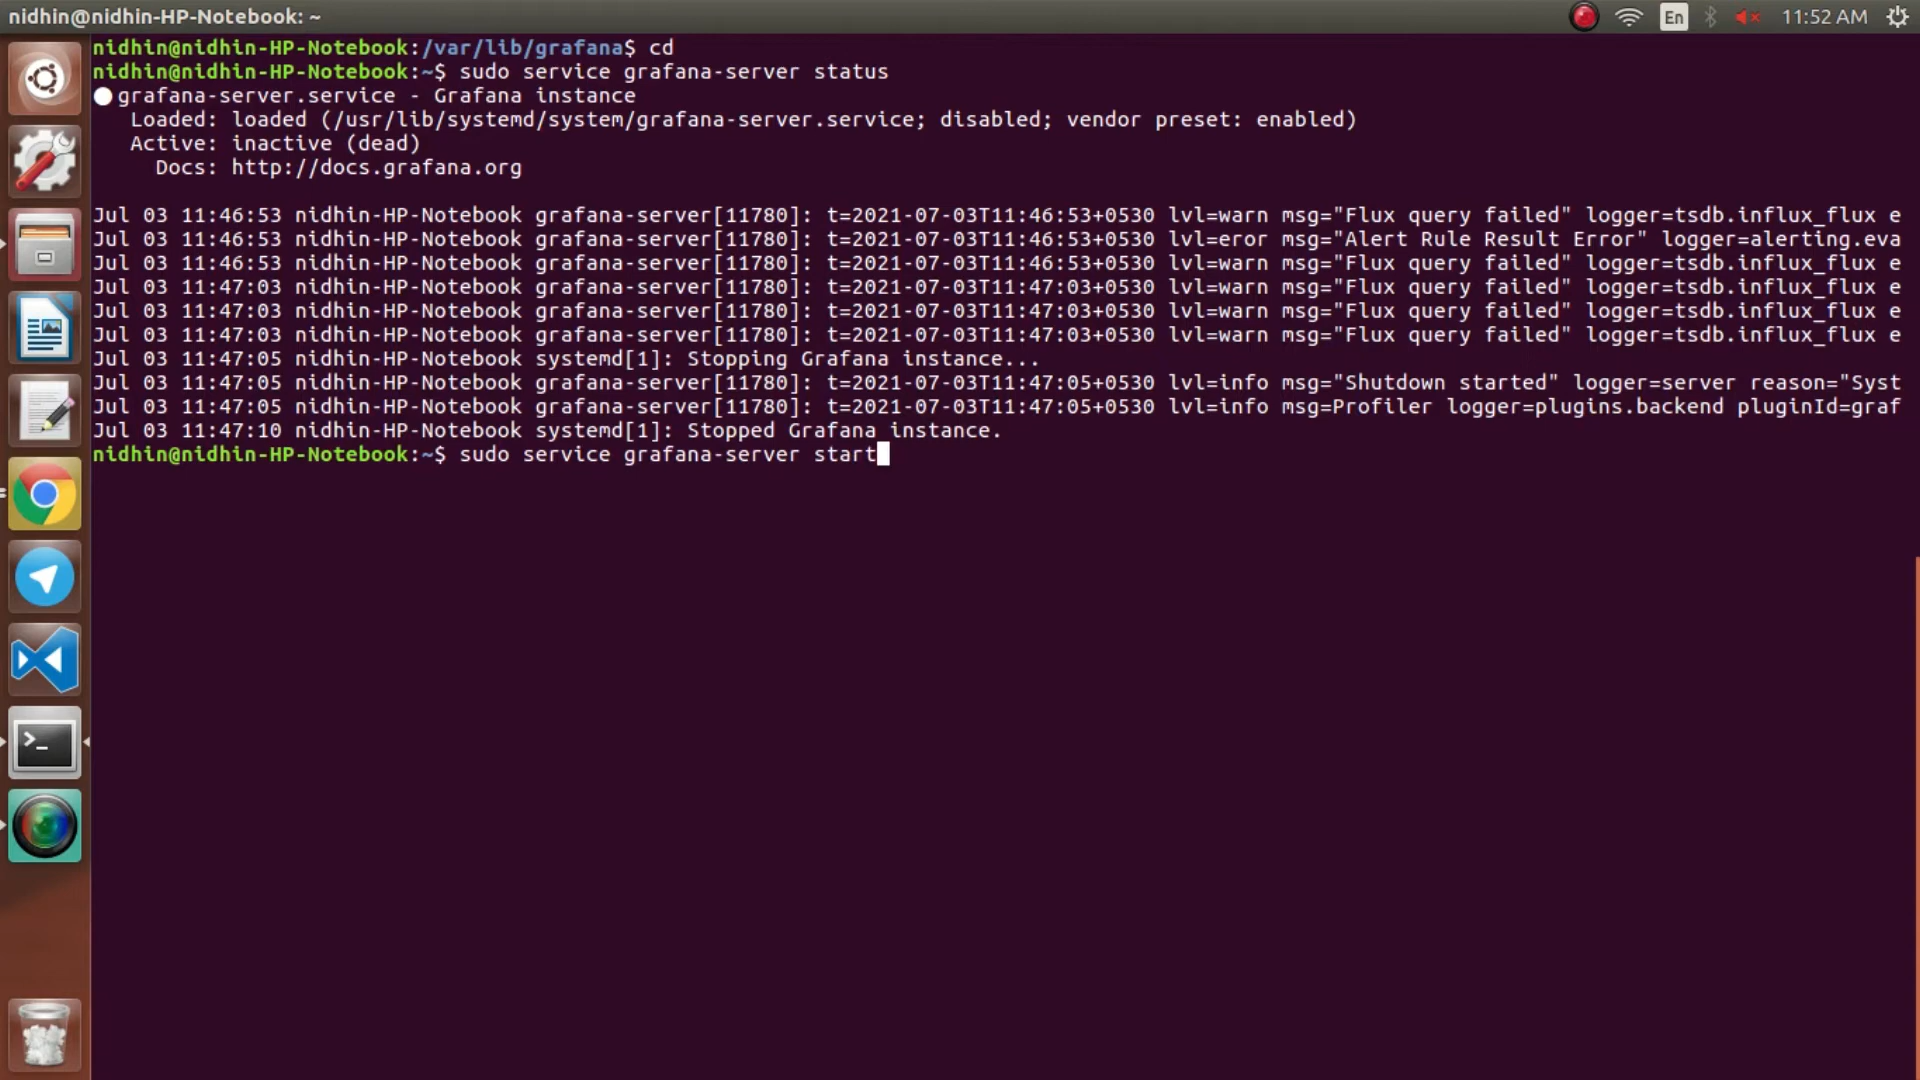 nidhin@nidhin-HP-Notebook: ~
En
11:52 AM
nidhin@nidhin-HP-Notebook:/var/lib/grafana$ cd
nidhin@nidhin-HP-Notebook:~$ sudo service grafana-server status
grafana-server.service - Grafana instance
Loaded: loaded (/usr/lib/systemd/system/grafana-server.service; disabled; vendor preset: enabled)
Active: inactive (dead)
Docs: http://docs.grafana.org
Jul 03 11:46:53 nidhin-HP-Notebook grafana-server[11780]: t=2021-07-03T11:46:53+0530 lvl=warn msg="Flux query failed" logger=tsdb.influx_flux e
Jul 03 11:46:53 nidhin-HP-Notebook grafana-server[11780]: t=2021-07-03T11:46:53+0530 lvl=eror msg="Alert Rule Result Error" logger=alerting.eva
Jul 03 11:46:53 nidhin-HP-Notebook grafana-server[11780]: t=2021-07-03T11:46:53+0530 lvl=warn msg="Flux query failed" logger=tsdb.influx_flux e
Jul 03 11:47:03 nidhin-HP-Notebook grafana-server[11780]: t=2021-07-03T11:47:03+0530 lvl=warn msg="Flux query failed" logger=tsdb.influx_flux e
Jul 03 11:47:03 nidhin-HP-Notebook grafana-server[11780]: t=2021-07-03T11:47:03+0530 lvl=warn msg="Flux query failed" logger=tsdb.influx_flux e
Jul 03 11:47:03 nidhin-HP-Notebook grafana-server[11780]: t=2021-07-03T11:47:03+0530 lvl=warn msg="Flux query failed" logger=tsdb.influx_flux e
Jul 03 11:47:05 nidhin-HP-Notebook systemd[1]: Stopping Grafana instance...
Jul 03 11:47:05 nidhin-HP-Notebook grafana-server[11780]: t=2021-07-03T11:47:05+0530 lvl=info msg="Shutdown started" logger=server reason="Syst
Jul 03 11:47:05 nidhin-HP-Notebook grafana-server[11780]: t=2021-07-03T11:47:05+0530 lvl=info msg=Profiler logger=plugins.backend pluginId=graf
Jul 03 11:47:10 nidhin-HP-Notebook systemd[1]: Stopped Grafana instance.
nidhin@nidhin-HP-Notebook:~$ sudo service grafana-server start